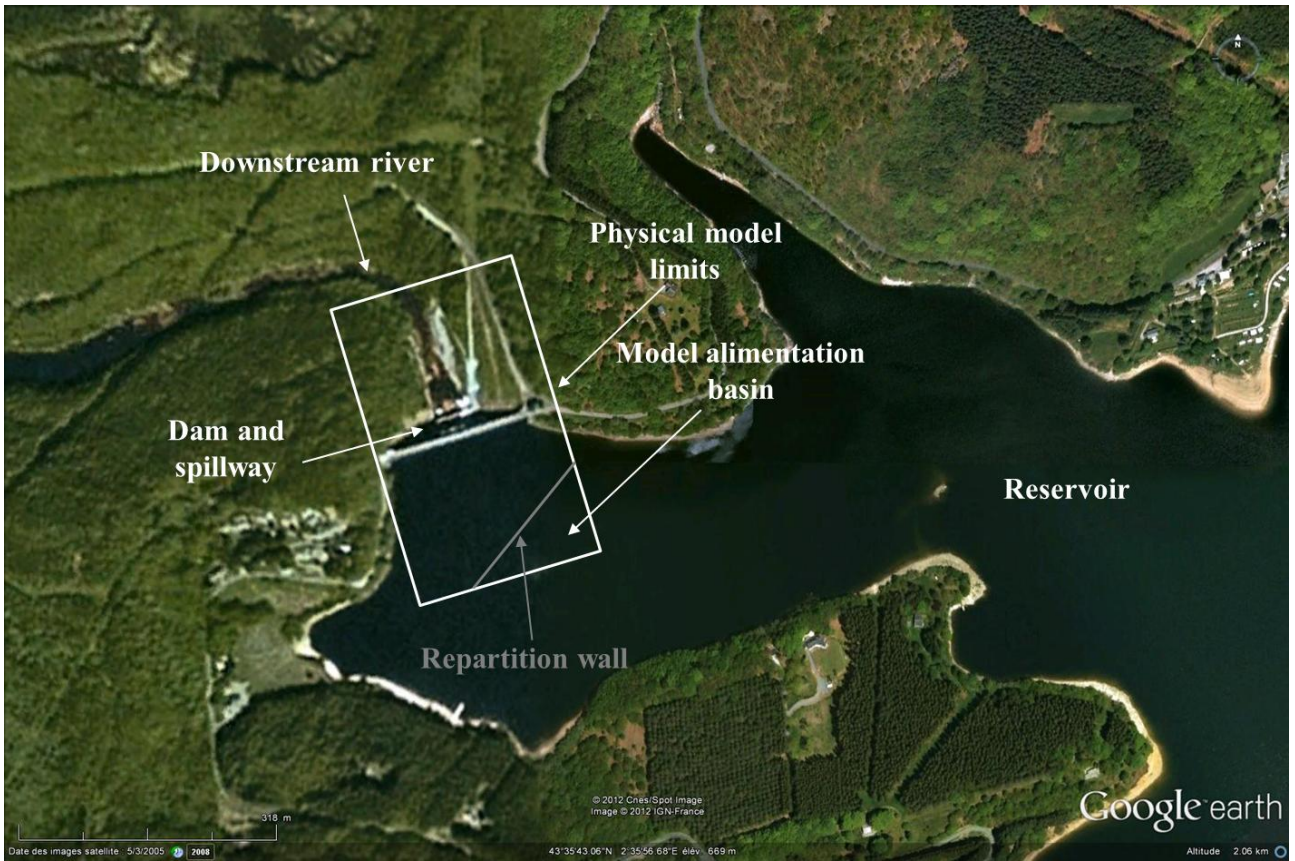 N
Downstream river
Physical model
limits
Model alimentation
basin
Dam and
spillway
Reservoir
Repartition wall
© 2012 Cnes/Spot Image
Image © 2012 IGN-France
Google earth
318 m
Date des images satellite 5/3/2005 2008 43°35'43.06"N 2°35'56.68"E élév. 669 m Altitude 2.06 km